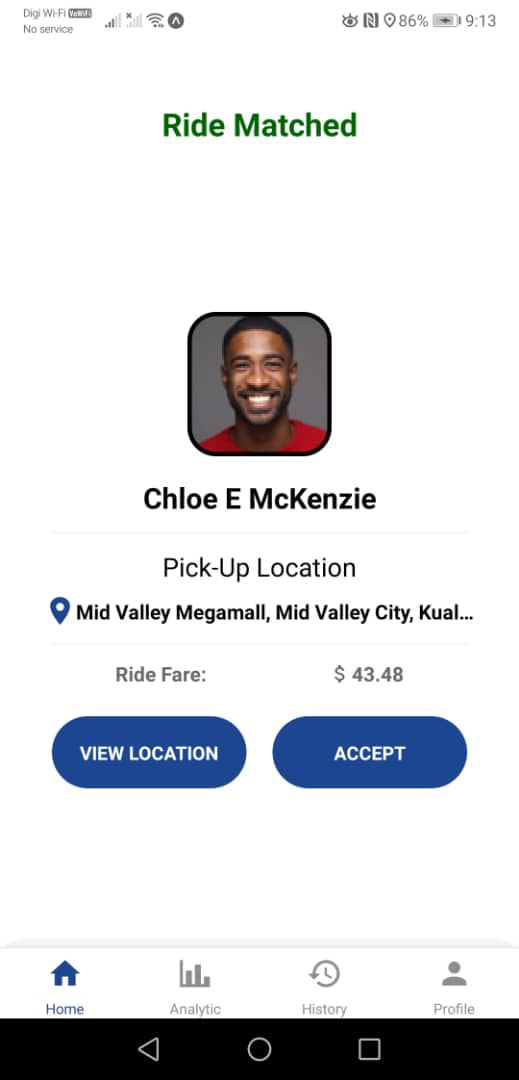 Digi Wi-Fi VoWiFi
No service
86% 9:13
Ride Matched
Chloe E McKenzie
Pick-Up Location
Mid Valley Megamall, Mid Valley City, Kual...
Ride Fare: $ 43.48
VIEW LOCATION ACCEPT
Home Analytic History Profile